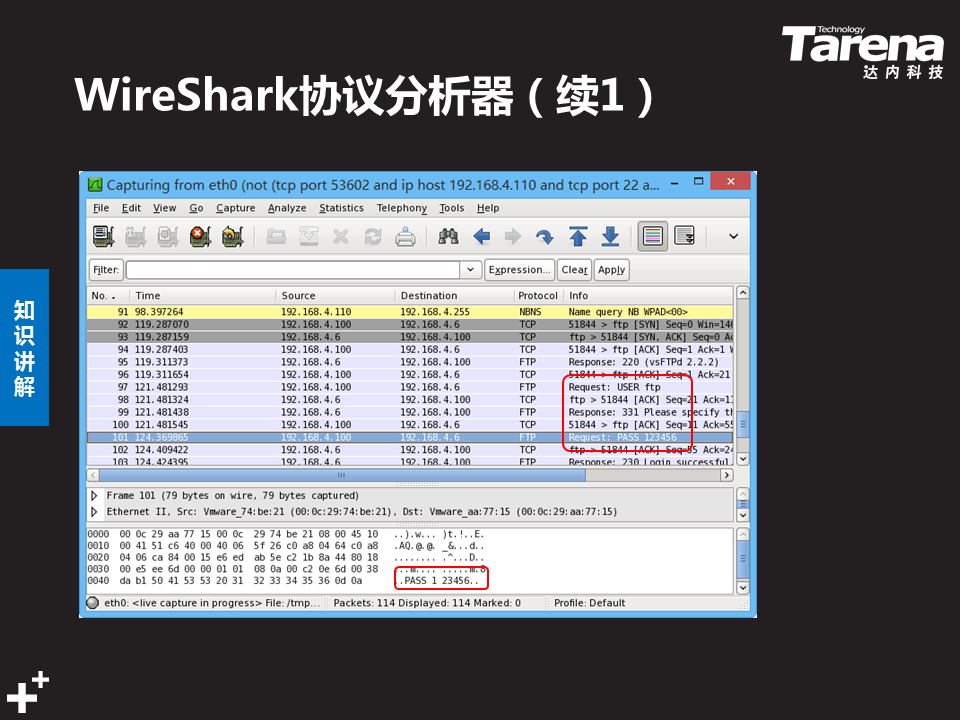 Technology
Tarena
达内科技
WireShark协议分析器（续1）
知识讲解
Capturing from eth0 (not (tcp port 53602 and ip host 192.168.4.110 and tcp port 22 a...
File Edit View Go Capture Analyze Statistics Telephony Tools Help
Filter: Expression... Clear Apply
No. . Time Source Destination Protocol Info
91 98.397264 192.168.4.110 192.168.4.255 NBNS Name query NB WPAD<00>
92 119.287070 192.168.4.100 192.168.4.6 TCP 51844 > ftp [SYN] Seq=0 Win=146
93 119.287159 192.168.4.6 192.168.4.100 TCP ftp > 51844 [SYN, ACK] Seq=0 Ac
94 119.287403 192.168.4.100 192.168.4.6 TCP 51844 > ftp [ACK] Seq=1 Ack=1 W
95 119.311373 192.168.4.6 192.168.4.100 FTP Response: 220 (vsFTPd 2.2.2)
96 119.311654 192.168.4.100 192.168.4.6 TCP 51844 > ftp [ACK] Seq=1 Ack=21
97 121.481293 192.168.4.100 192.168.4.6 FTP Request: USER ftp
98 121.481324 192.168.4.6 192.168.4.100 TCP ftp > 51844 [ACK] Seq=21 Ack=11
99 121.481438 192.168.4.6 192.168.4.100 FTP Response: 331 Please specify th
100 121.481545 192.168.4.100 192.168.4.6 TCP 51844 > ftp [ACK] Seq=11 Ack=55
101 124.369865 192.168.4.100 192.168.4.6 FTP Request: PASS 123456
102 124.409422 192.168.4.6 192.168.4.100 TCP ftp > 51844 [ACK] Seq=55 Ack=24
103 124.424395 192.168.4.6 192.168.4.100 FTP Response: 230 Login successful.
Frame 101 (79 bytes on wire, 79 bytes captured)
Ethernet II, Src: Vmware_74:be:21 (00:0c:29:74:be:21), Dst: Vmware_aa:77:15 (00:0c:29:aa:77:15)
0000 00 0c 29 aa 77 15 00 0c 29 74 be 21 08 00 45 10 ..).w... )t.!..E.
0010 00 41 51 c6 40 00 40 06 5f 26 c0 a8 04 64 c0 a8 .AQ.@.@. _&...d..
0020 04 06 ca 84 00 15 e6 ed ab 5e c2 1b 8a 44 80 18 ........ .^...D..
0030 00 e5 ee 6d 00 00 01 01 08 0a 00 c2 0e 6d 00 38 ...m.... .....m.8
0040 da b1 50 41 53 53 20 31 32 33 34 35 36 0d 0a ..PASS 1 23456..
eth0: <live capture in progress> File: /tmp... Packets: 114 Displayed: 114 Marked: 0 Profile: Default